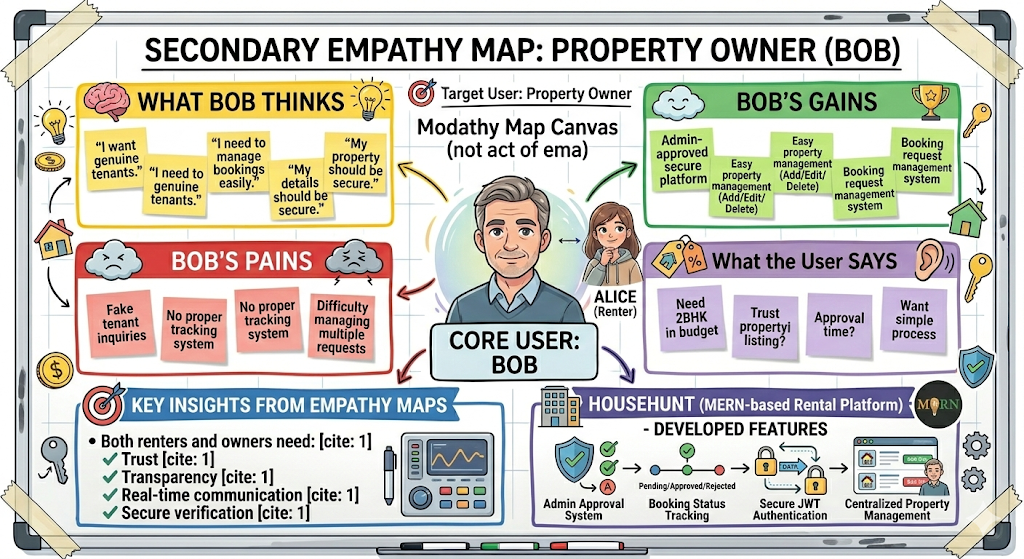 SECONDARY EMPATHY MAP: PROPERTY OWNER (BOB)
WHAT BOB THINKS
"I want
genuine
tenants."
"I need to
genuine
tenants."
"I need to
manage
bookings
easily."
"My
details
should be
secure."
"My
property
should be
secure."
Target User: Property Owner
Modathy Map Canvas
(not act of ema)
BOB'S GAINS
Admin-
approved
secure
platform
Easy
property
management
(Add/Edit/
Delete)
Easy
property
management
(Add/Edit/
Delete)
Booking
request
management
system
Booking
request
management
system
BOB'S PAINS
Fake
tenant
inquiries
No proper
tracking
system
No proper
tracking
system
Difficulty
managing
multiple
requests
ALICE
(Renter)
CORE USER:
BOB
What the User SAYS
%
Need
2BHK
in budget
Trust
propertyi
listing?
Approval
time?
Want
simple
process
$
KEY INSIGHTS FROM EMPATHY MAPS
• Both renters and owners need: [cite: 1]
✓ Trust [cite: 1]
✓ Transparency [cite: 1]
✓ Real-time communication [cite: 1]
✓ Secure verification [cite: 1]
HOUSEHUNT (MERN-based Rental Platform) -
- DEVELOPED FEATURES
A
Admin Approval
System
Pending/Approved/Rejected
Booking Status
Tracking
DATA
Secure JWT
Authentication
Centralized Property
Management